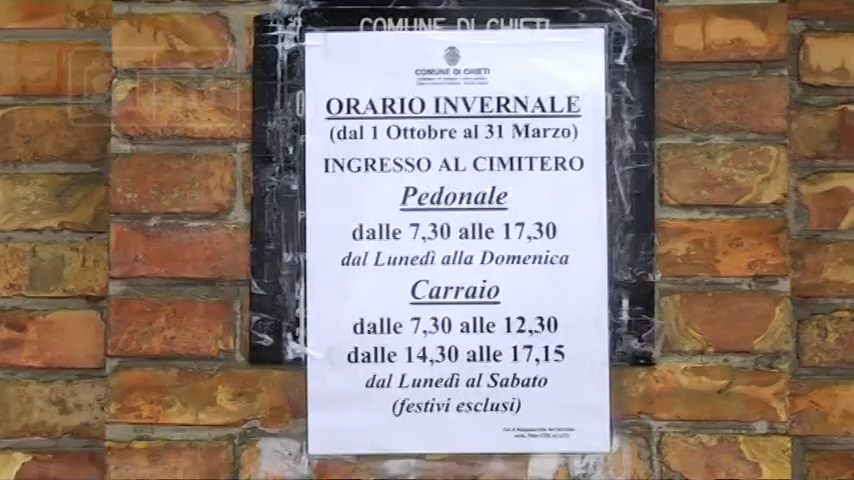 COMUNE DI CHIETI
COMUNE DI CHIETI
ORARIO INVERNALE
(dal 1 Ottobre al 31 Marzo)
INGRESSO AL CIMITERO
Pedonale
dalle 7,30 alle 17,30
dal Lunedì alla Domenica
Carraio
dalle 7,30 alle 12,30
dalle 14,30 alle 17,15
dal Lunedì al Sabato
(festivi esclusi)